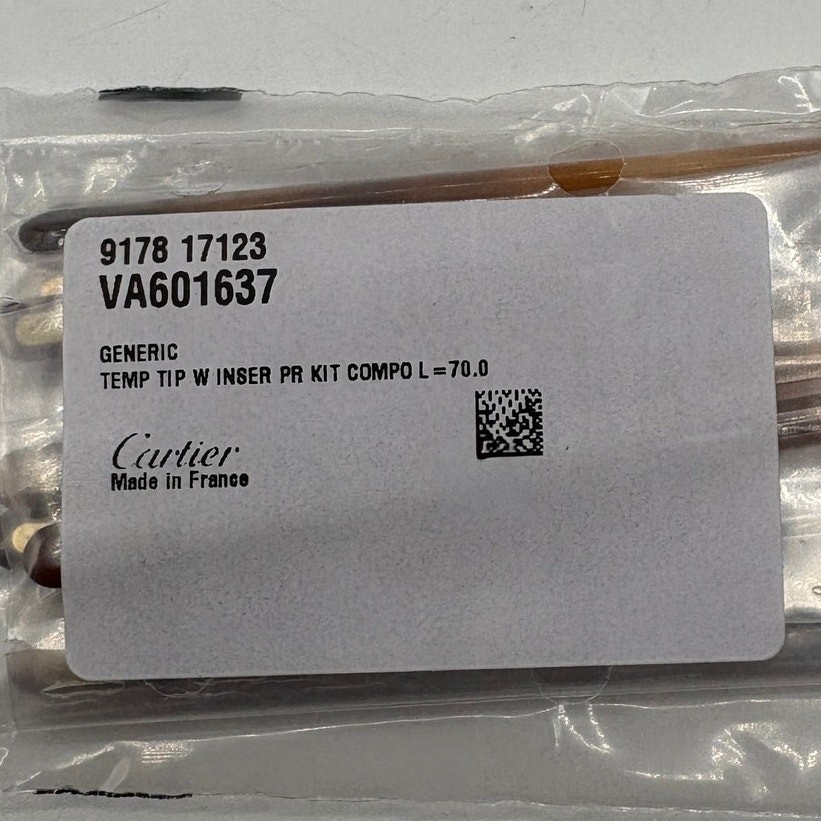 9178 17123
VA601637
GENERIC
TEMP TIP W INSER PR KIT COMPO L=70.0
Cartier
Made in France